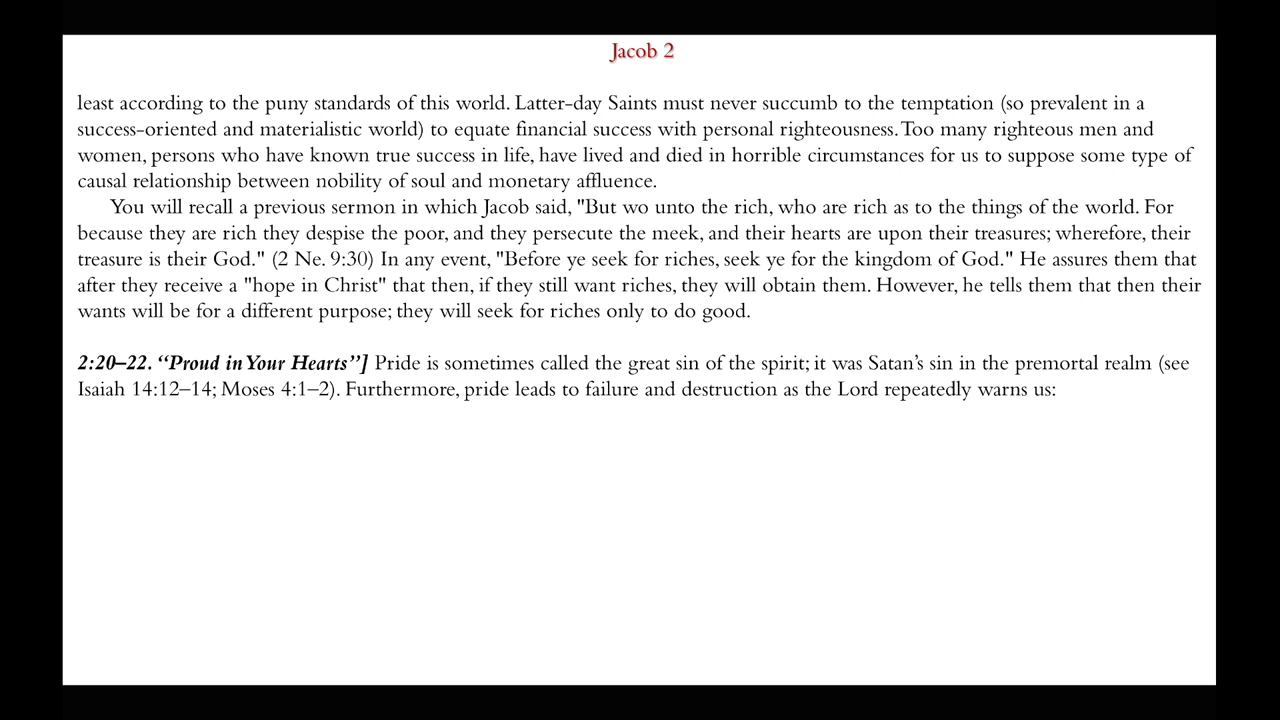 Jacob 2
least according to the puny standards of this world. Latter-day Saints must never succumb to the temptation (so prevalent in a
success-oriented and materialistic world) to equate financial success with personal righteousness. Too many righteous men and
women, persons who have known true success in life, have lived and died in horrible circumstances for us to suppose some type of
causal relationship between nobility of soul and monetary affluence.
You will recall a previous sermon in which Jacob said, "But wo unto the rich, who are rich as to the things of the world. For
because they are rich they despise the poor, and they persecute the meek, and their hearts are upon their treasures; wherefore, their
treasure is their God." (2 Ne. 9:30) In any event, "Before ye seek for riches, seek ye for the kingdom of God." He assures them that
after they receive a "hope in Christ" that then, if they still want riches, they will obtain them. However, he tells them that then their
wants will be for a different purpose; they will seek for riches only to do good.
2:20–22. “Proud in Your Hearts”] Pride is sometimes called the great sin of the spirit; it was Satan’s sin in the premortal realm (see
Isaiah 14:12–14; Moses 4:1–2). Furthermore, pride leads to failure and destruction as the Lord repeatedly warns us: